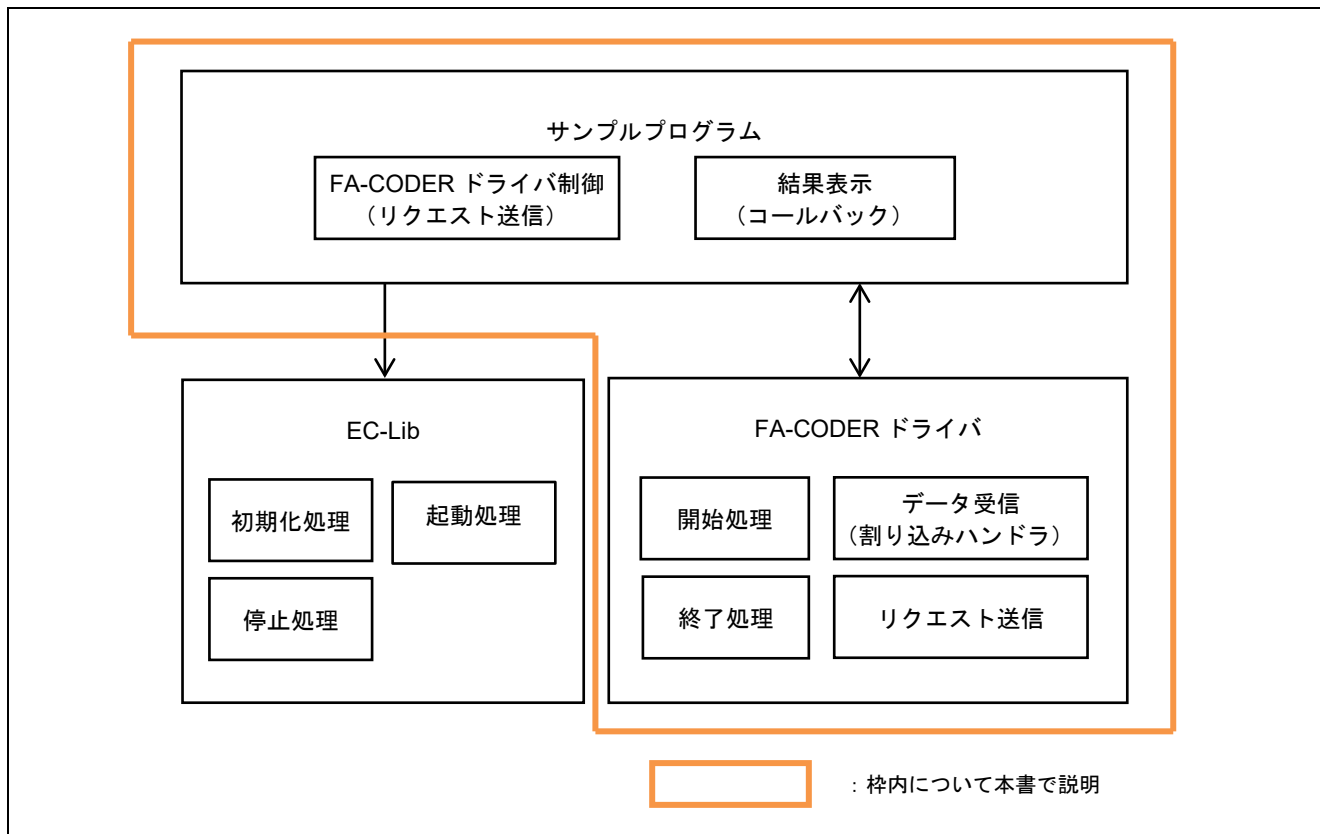 サンプルプログラム
FA-CODER ドライバ制御
（リクエスト送信）
結果表示
（コールバック）
EC-Lib
初期化処理
起動処理
停止処理
FA-CODER ドライバ
開始処理
データ受信
（割り込みハンドラ）
終了処理
リクエスト送信
：枠内について本書で説明